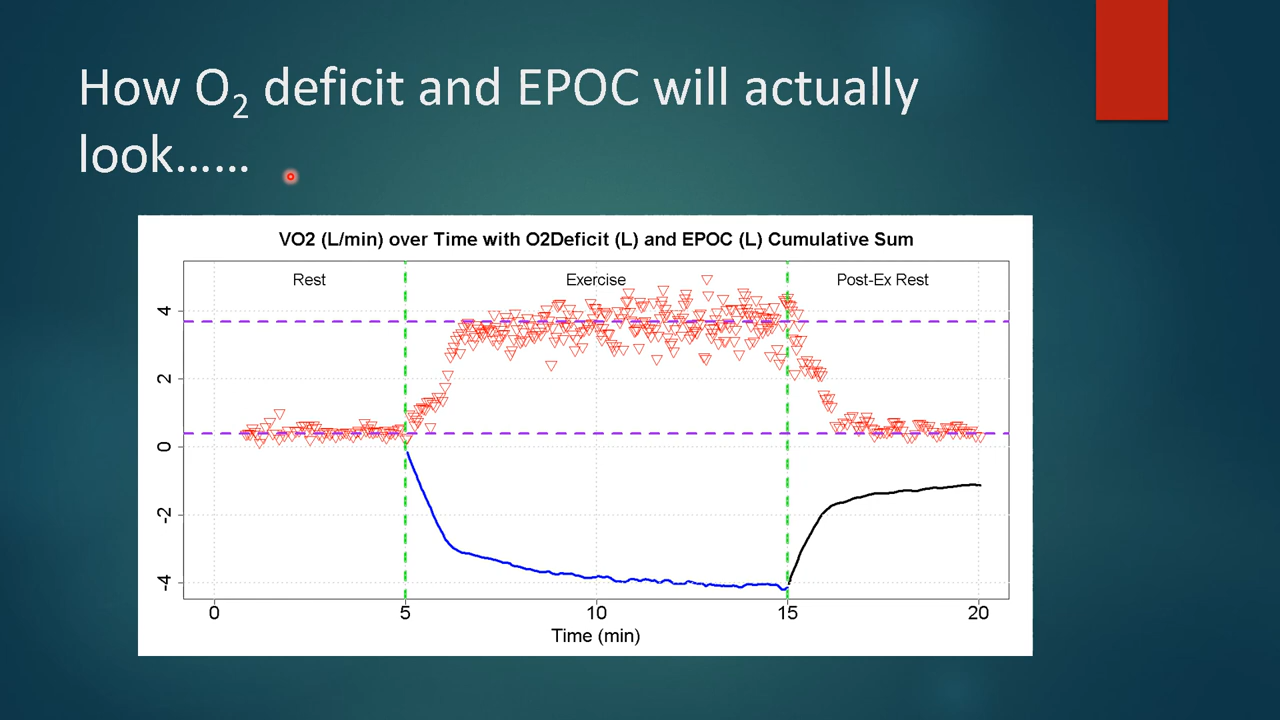 How O₂ deficit and EPOC will actually
look......
VO2 (L/min) over Time with O2Deficit (L) and EPOC (L) Cumulative Sum
Rest Exercise Post-Ex Rest
4
2
0
-2
-4
0 5 10 15 20
Time (min)